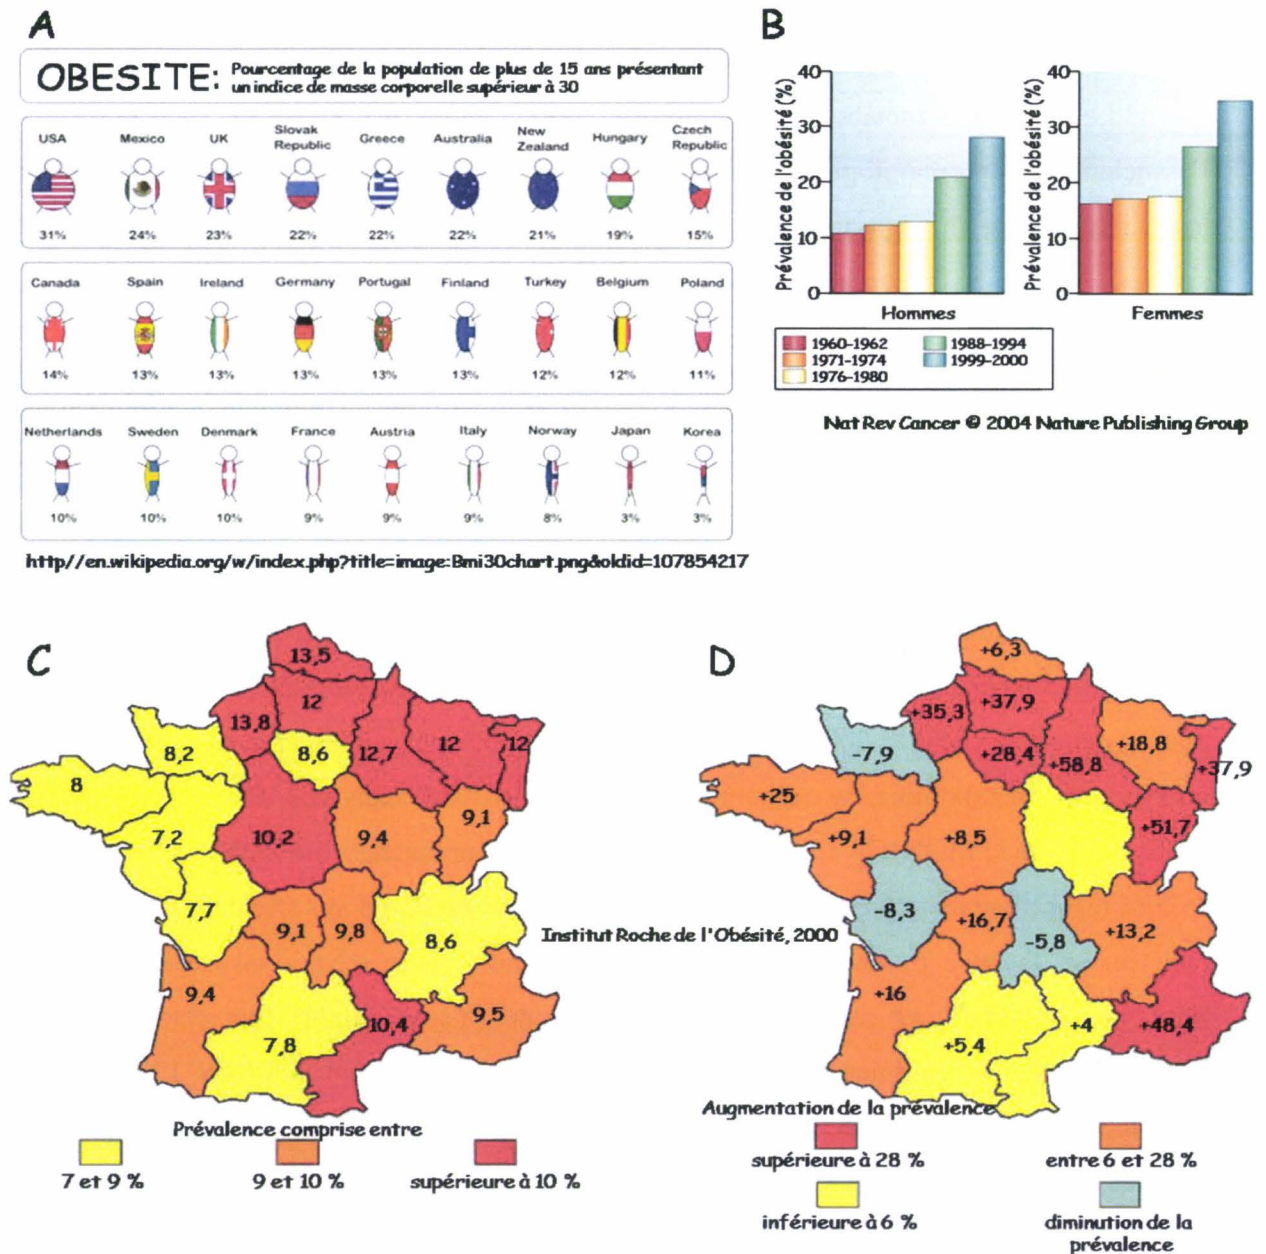 A
OBESITE: Pourcentage de la population de plus de 15 ans présentant
un indice de masse corporelle supérieur à 30
USA Mexico UK Slovak Republic Greece Australia New Zealand Hungary Czech Republic
31% 24% 23% 22% 22% 22% 21% 19% 15%
Canada Spain Ireland Germany Portugal Finland Turkey Belgium Poland
14% 13% 13% 13% 13% 13% 12% 12% 11%
Netherlands Sweden Denmark France Austria Italy Norway Japan Korea
10% 10% 10% 9% 9% 9% 8% 3% 3%
http//en.wikipedia.org/w/index.php?title=image:Bmi30chart.png&oldid=107854217
B
Prévalence de l'obésité (%)
40
30
20
10
0
Hommes
Prévalence de l'obésité (%)
40
30
20
10
0
Femmes
1960-1962 1988-1994
1971-1974 1999-2000
1976-1980
Nat Rev Cancer © 2004 Nature Publishing Group
C
13,5
12
13,8
8,2 8,6 12,7 12 12
8
7,2 10,2 9,4 9,1
7,7 9,1 9,8 8,6
9,4 10,4 9,5
7,8
Prévalence comprise entre
7 et 9 % 9 et 10 % supérieure à 10 %
Institut Roche de l'Obésité, 2000
D
+6,3
+37,9
+35,3
-7,9 +28,4 +58,8 +18,8 +37,9
+25
+9,1 +8,5 +51,7
-8,3 +16,7 -5,8 +13,2
+16 +4 +48,4
+5,4
Augmentation de la prévalence
supérieure à 28 % entre 6 et 28 %
inférieure à 6 % diminution de la
prévalence